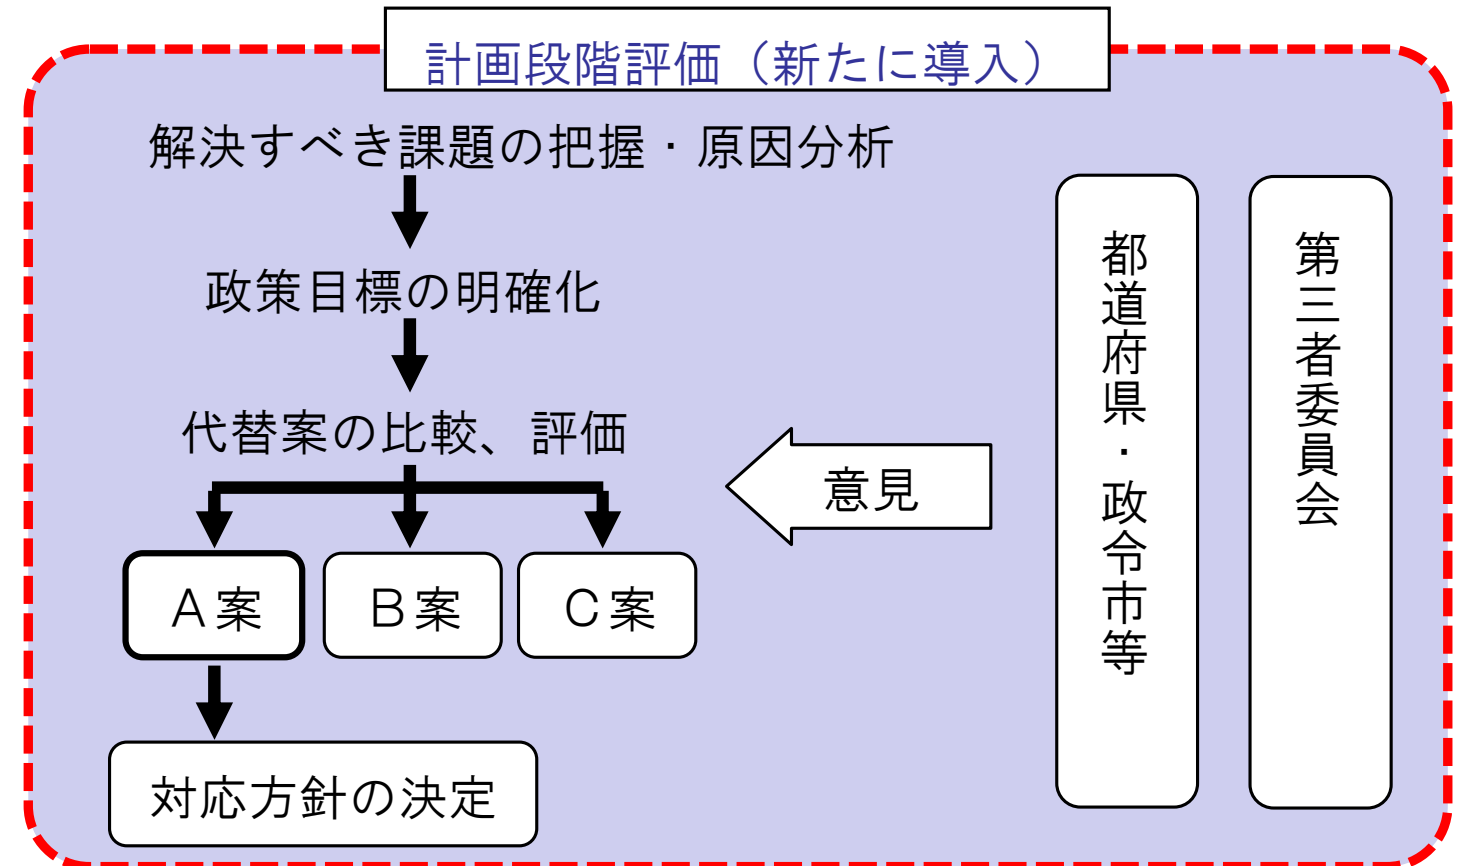 計画段階評価（新たに導入）
解決すべき課題の把握・原因分析
政策目標の明確化
代替案の比較、評価
意見
Ａ案
Ｂ案
Ｃ案
対応方針の決定
都道府県・政令市等
第三者委員会